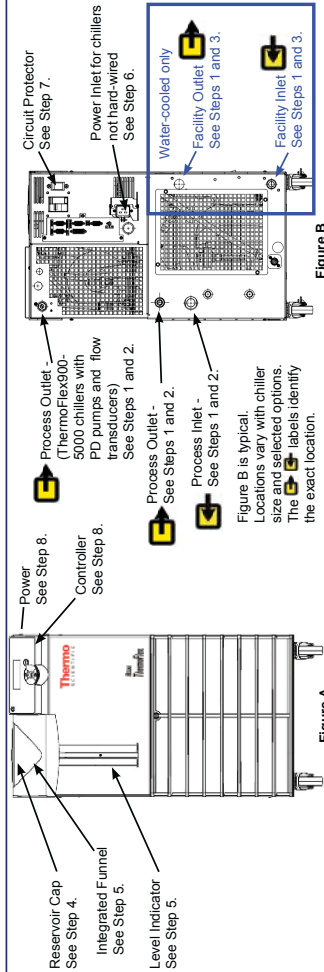 Reservoir Cap
See Step 4.
Integrated Funnel
See Step 5.
Level Indicator
See Step 5.
Power
See Step 8.
Controller
See Step 8.
Thermo
SCIENTIFIC
ThermoFlex
Figure A
Process Outlet -
(ThermoFlex900-
5000 chillers with
PD pumps and flow
transducers)
See Steps 1 and 2.
Process Outlet -
See Steps 1 and 2.
Process Inlet -
See Steps 1 and 2.
Figure B is typical.
Locations vary with chiller
size and selected options.
The labels identify
the exact location.
Circuit Protector
See Step 7.
Power Inlet for chillers
not hard-wired
See Step 6.
Water-cooled only
Facility Outlet
See Steps 1 and 3.
Facility Inlet
See Steps 1 and 3.
Figure B